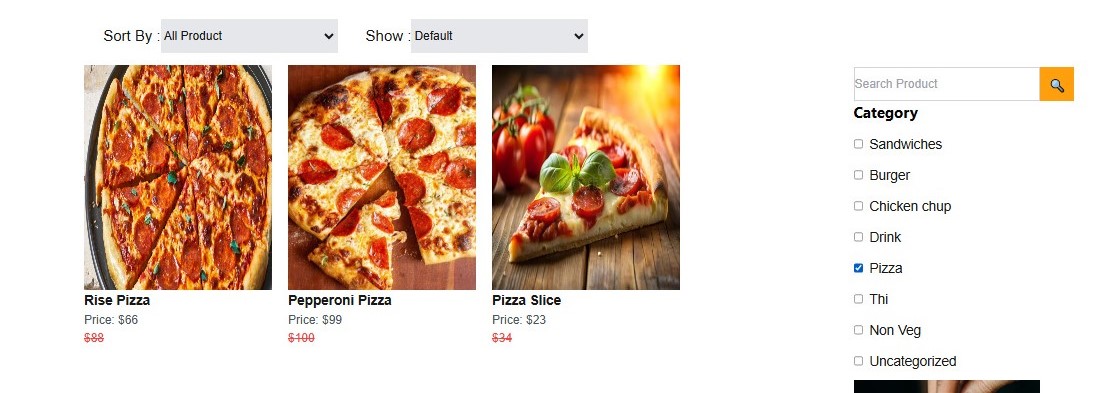 Sort By : All Product Show : Default
Search Product
Category
Sandwiches
Burger
Chicken chup
Drink
Pizza
Thi
Non Veg
Uncategorized
Rise Pizza
Price: $66
$88
Pepperoni Pizza
Price: $99
$100
Pizza Slice
Price: $23
$34